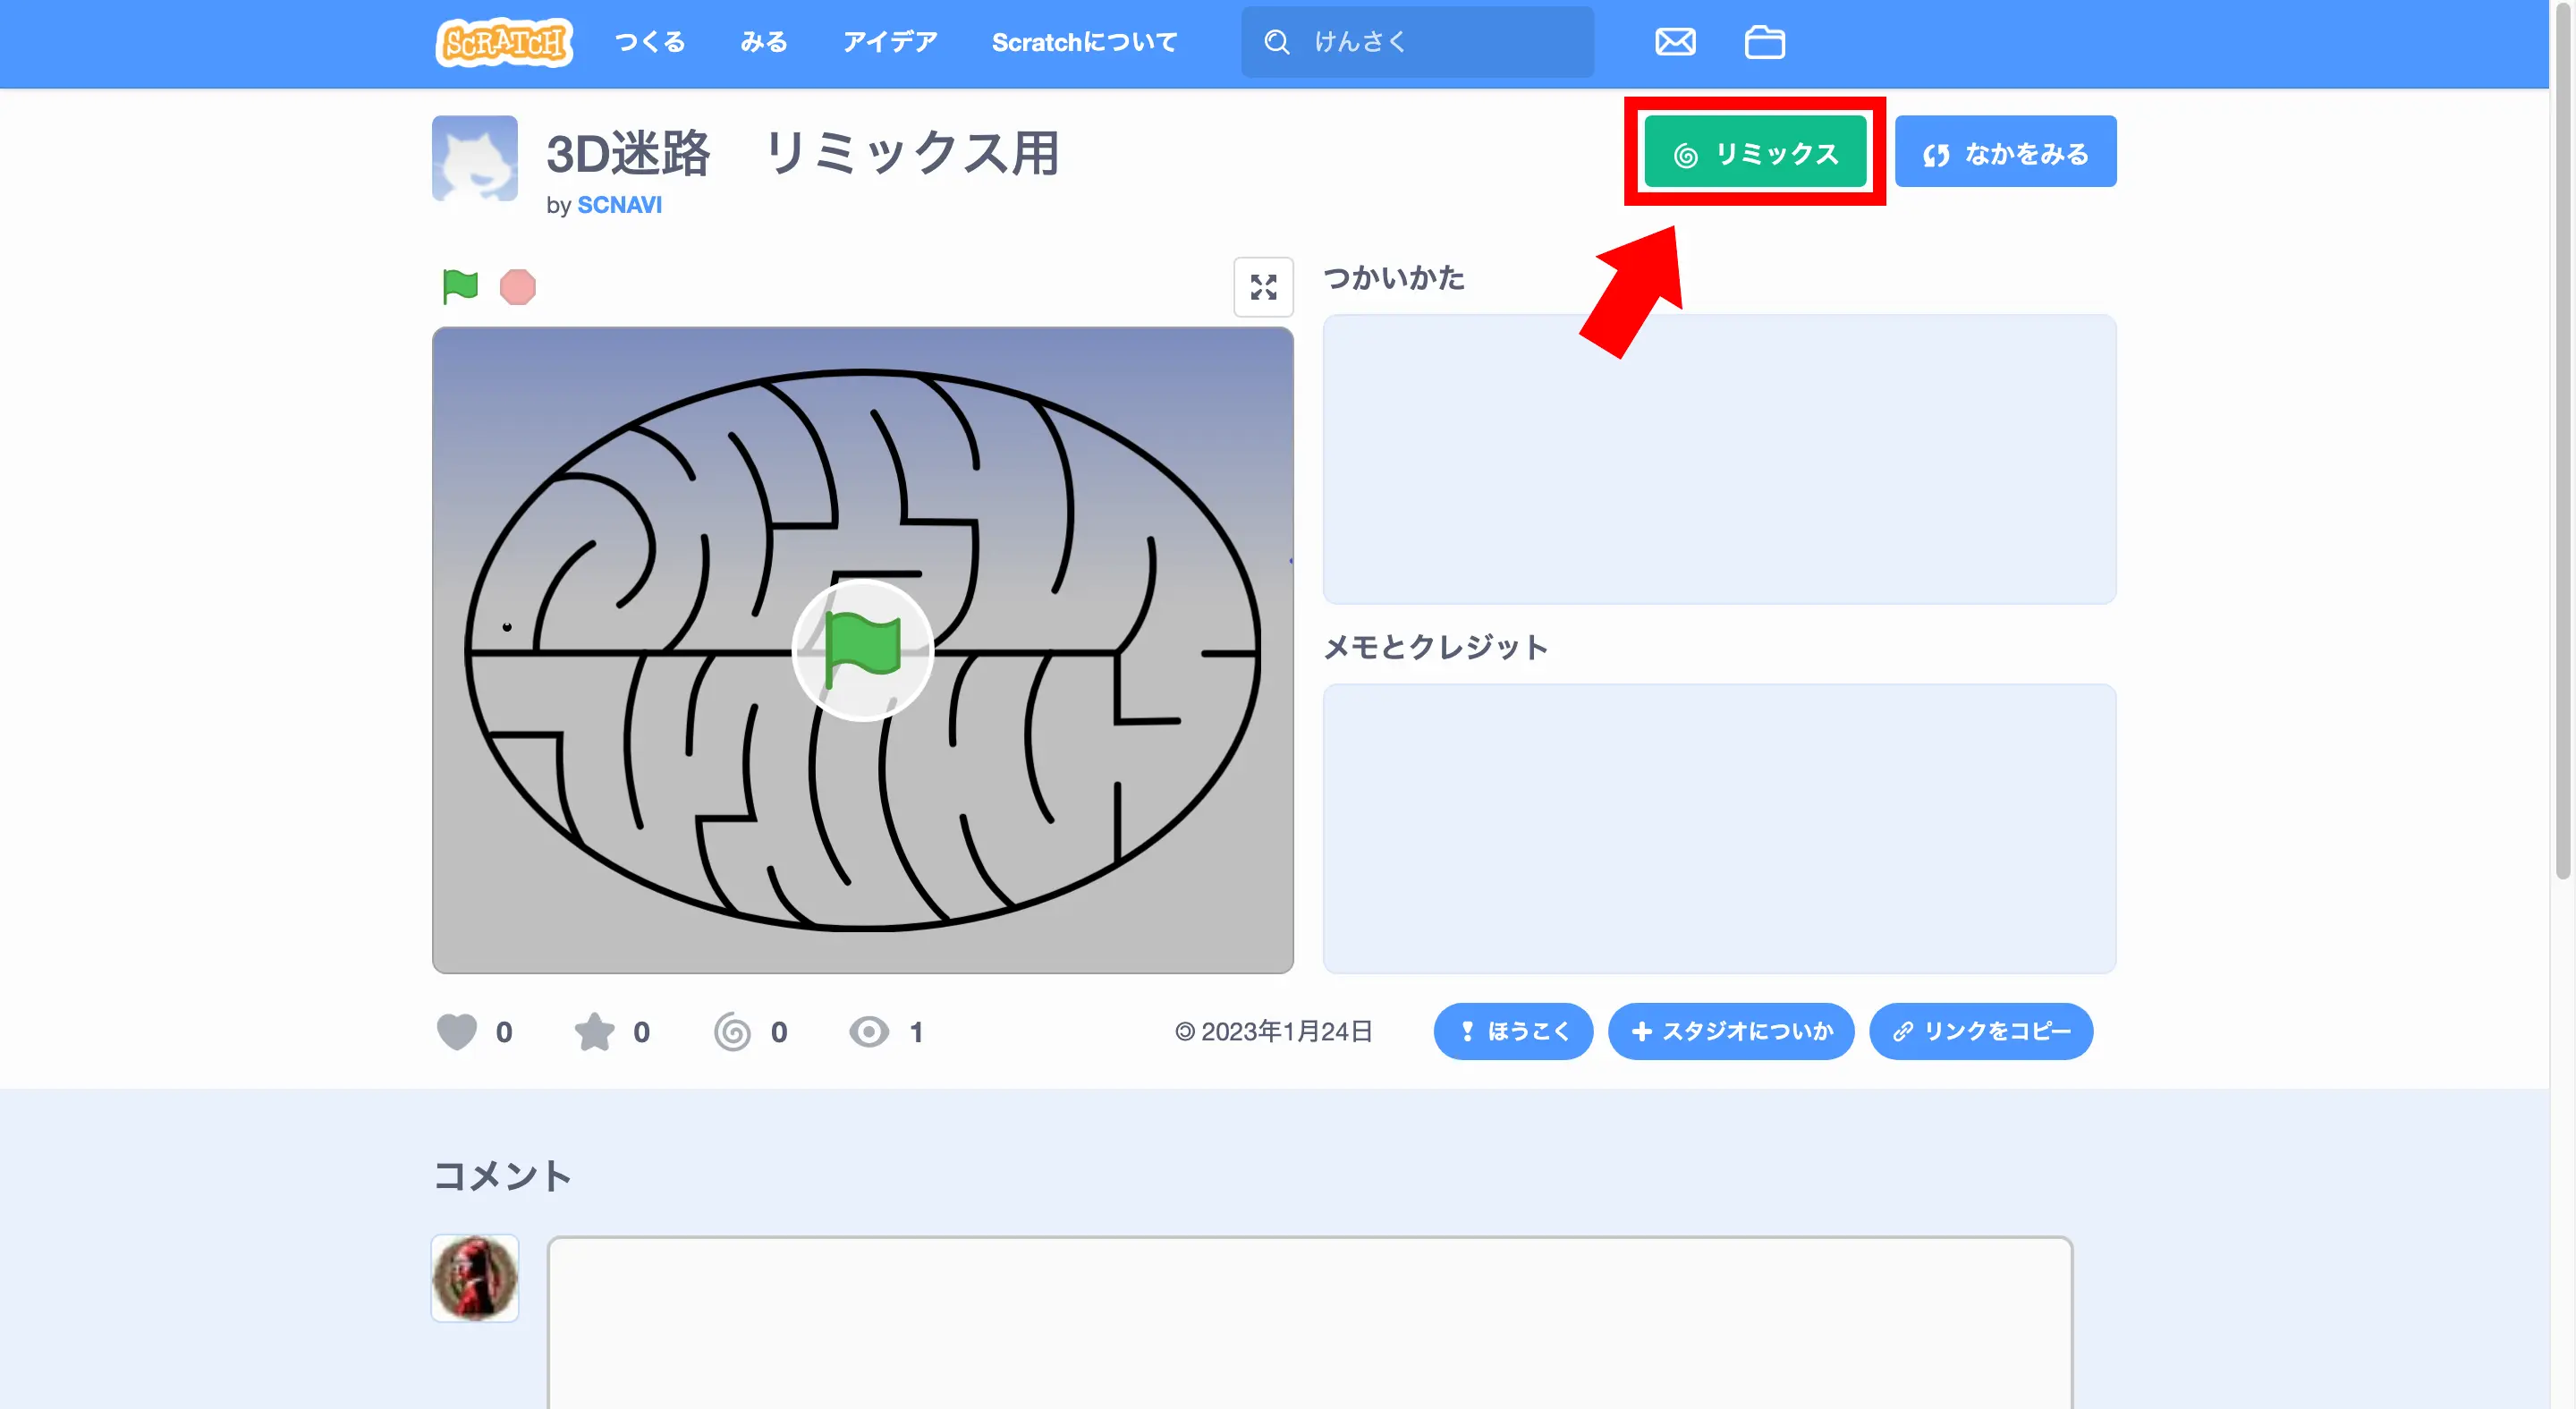 SCRATCH つくる みる アイデア Scratchについて けんさく
3D迷路　リミックス用
by SCNAVI
リミックス なかをみる
つかいかた
メモとクレジット
0 0 0 1 2023年1月24日 ほうこく スタジオについか リンクをコピー
コメント